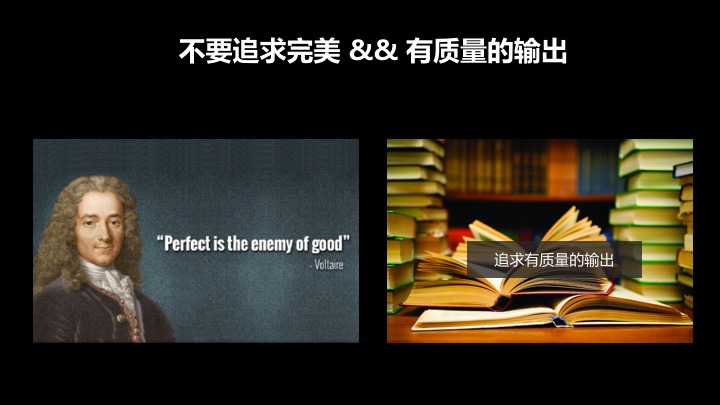 不要追求完美 && 有质量的输出
“Perfect is the enemy of good”
- Voltaire
追求有质量的输出